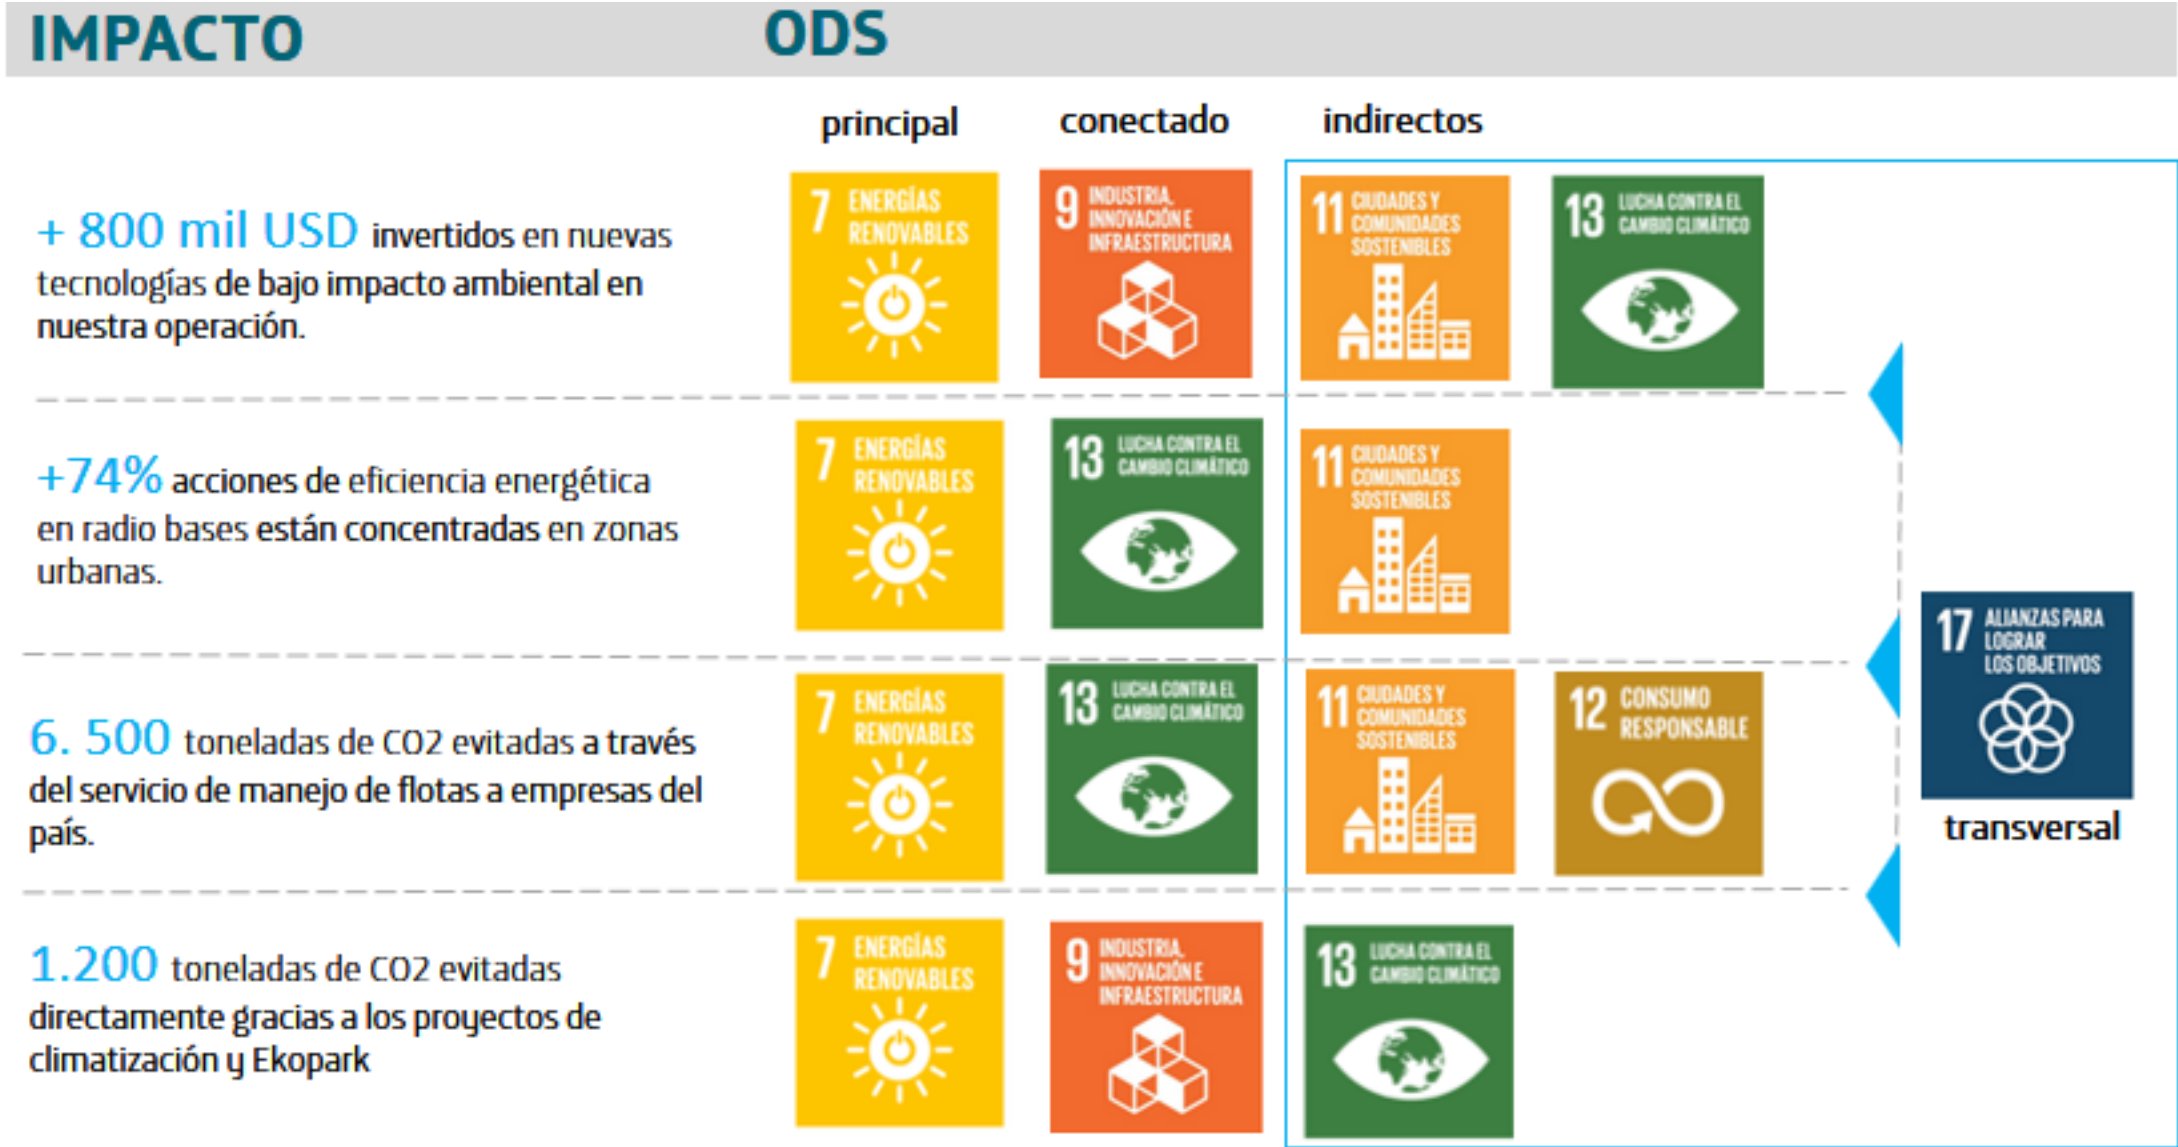 IMPACTO
ODS
principal
conectado
indirectos
+ 800 mil USD invertidos en nuevas
tecnologías de bajo impacto ambiental en
nuestra operación.
7 ENERGÍAS
RENOVABLES
9 INDUSTRIA,
INNOVACIÓN E
INFRAESTRUCTURA
11 CIUDADES Y
COMUNIDADES
SOSTENIBLES
13 LUCHA CONTRA EL
CAMBIO CLIMÁTICO
+74% acciones de eficiencia energética
en radio bases están concentradas en zonas
urbanas.
7 ENERGÍAS
RENOVABLES
13 LUCHA CONTRA EL
CAMBIO CLIMÁTICO
11 CIUDADES Y
COMUNIDADES
SOSTENIBLES
6. 500 toneladas de CO2 evitadas a través
del servicio de manejo de flotas a empresas del
país.
7 ENERGÍAS
RENOVABLES
13 LUCHA CONTRA EL
CAMBIO CLIMÁTICO
11 CIUDADES Y
COMUNIDADES
SOSTENIBLES
12 CONSUMO
RESPONSABLE
17 ALIANZAS PARA
LOGRAR
LOS OBJETIVOS
transversal
1.200 toneladas de CO2 evitadas
directamente gracias a los proyectos de
climatización y Ekopark
7 ENERGÍAS
RENOVABLES
9 INDUSTRIA,
INNOVACIÓN E
INFRAESTRUCTURA
13 LUCHA CONTRA EL
CAMBIO CLIMÁTICO